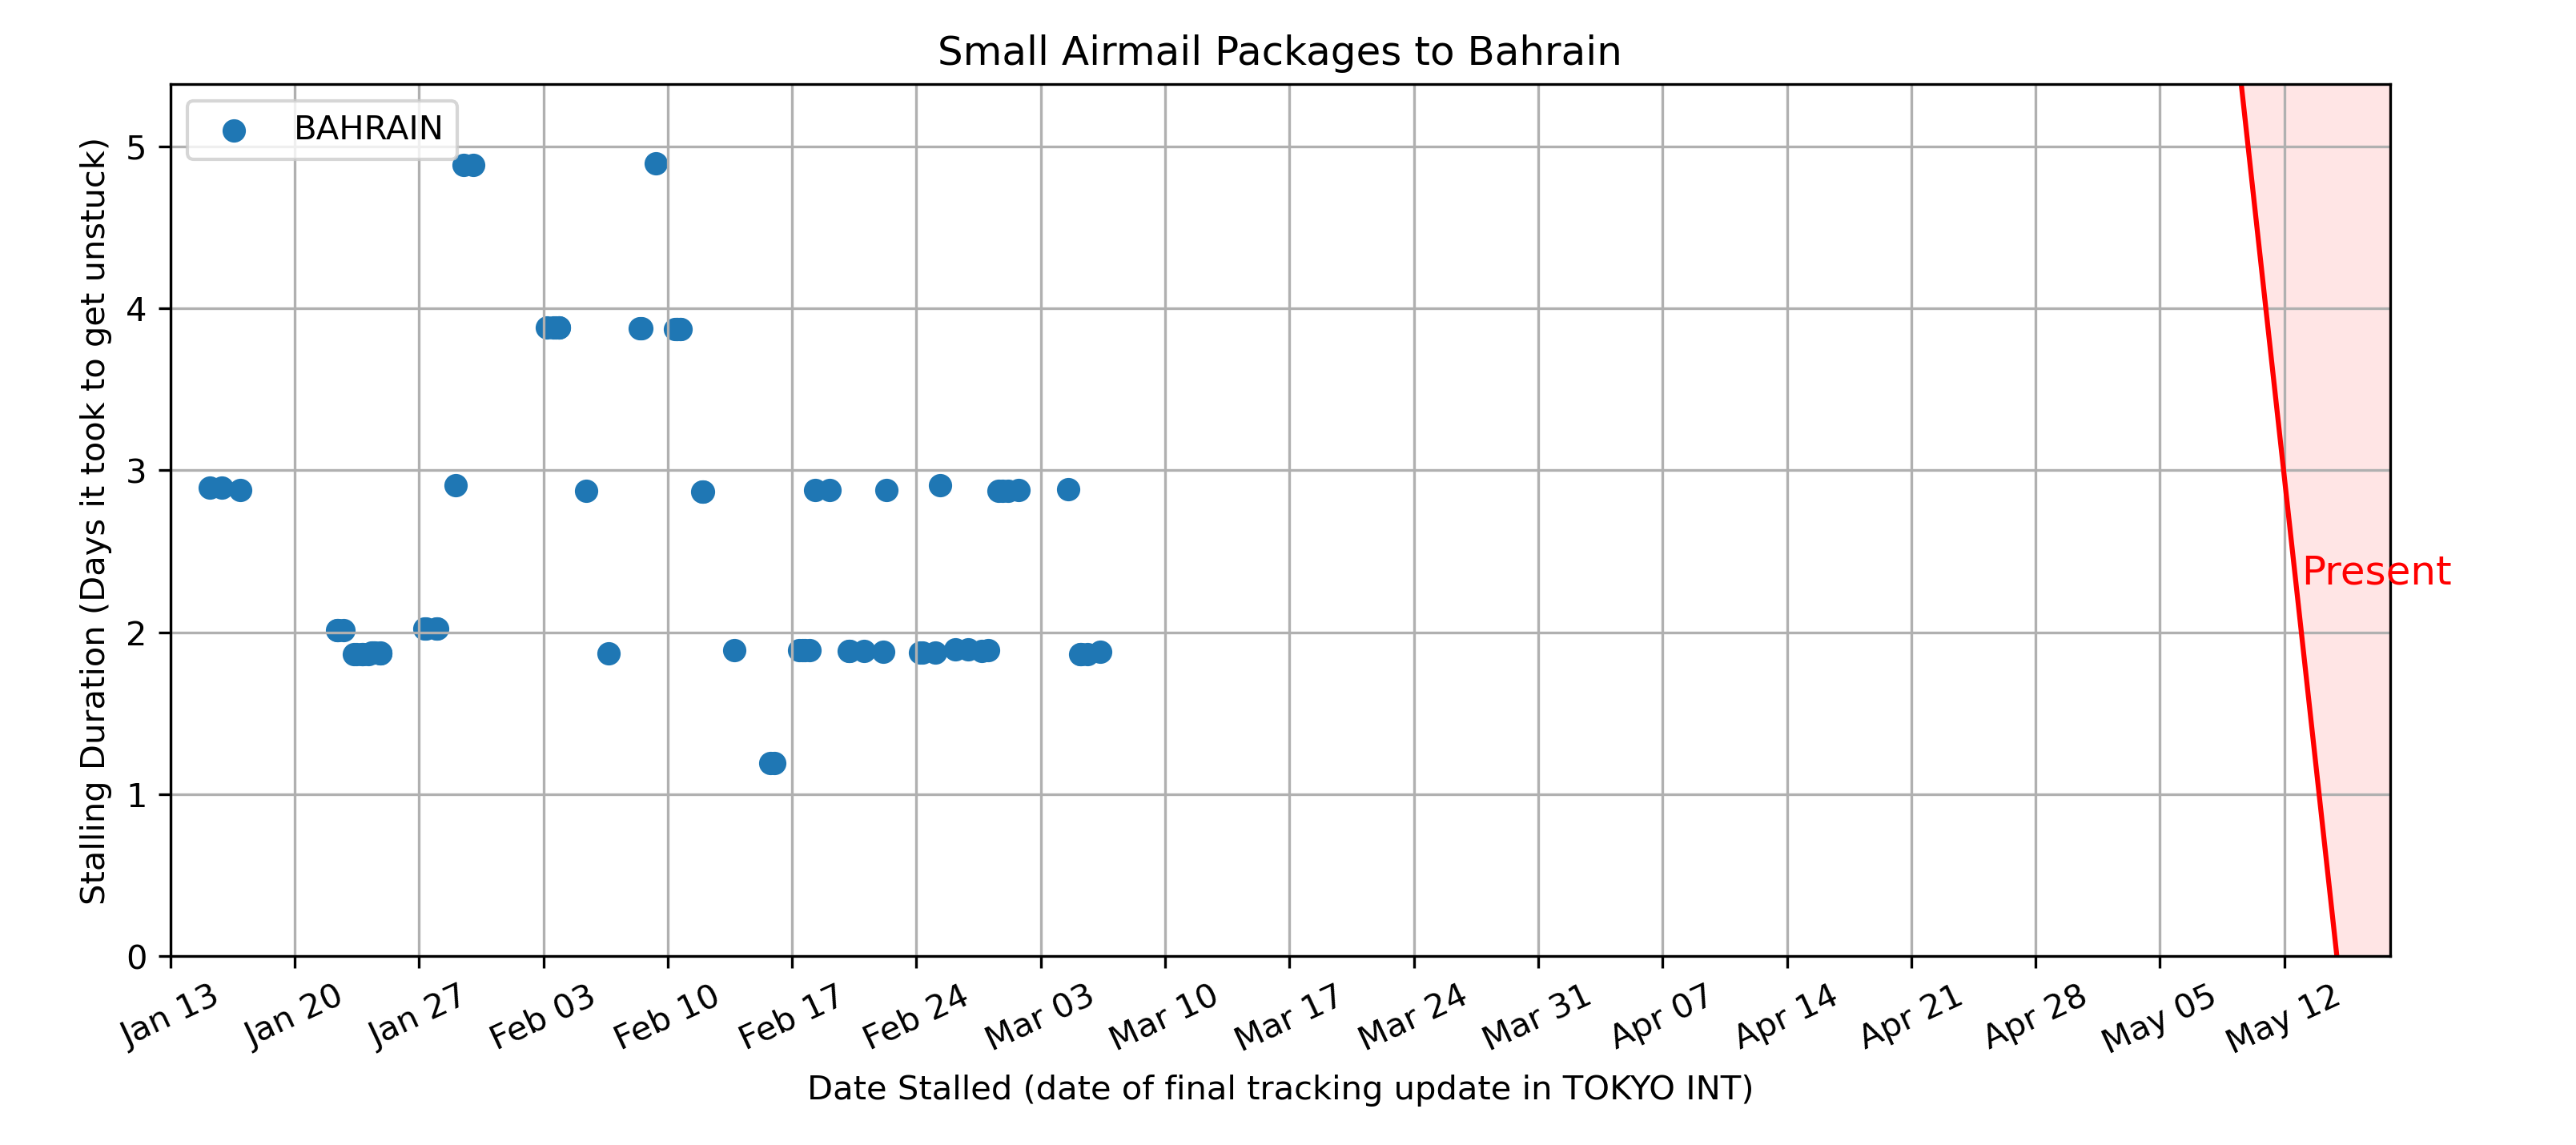 Small Airmail Packages to Bahrain
BAHRAIN
Stalling Duration (Days it took to get unstuck)
5
4
3
2
1
0
Present
Jan 13
Jan 20
Jan 27
Feb 03
Feb 10
Feb 17
Feb 24
Mar 03
Mar 10
Mar 17
Mar 24
Mar 31
Apr 07
Apr 14
Apr 21
Apr 28
May 05
May 12
Date Stalled (date of final tracking update in TOKYO INT)